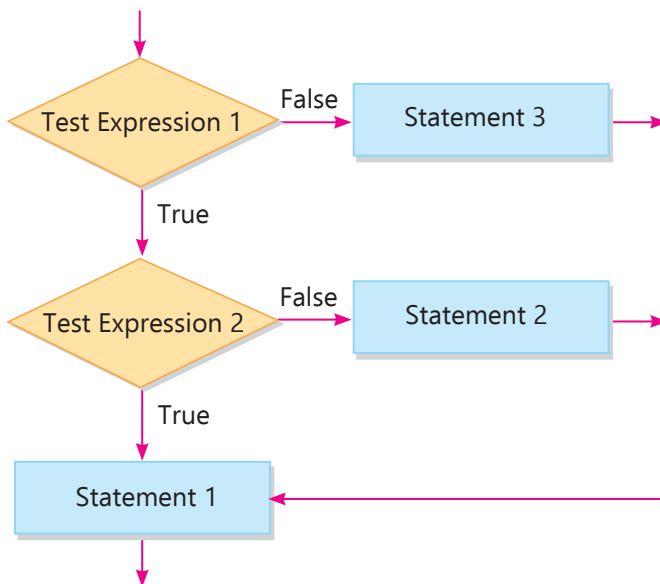 False
Test Expression 1
Statement 3
True
False
Test Expression 2
Statement 2
True
Statement 1